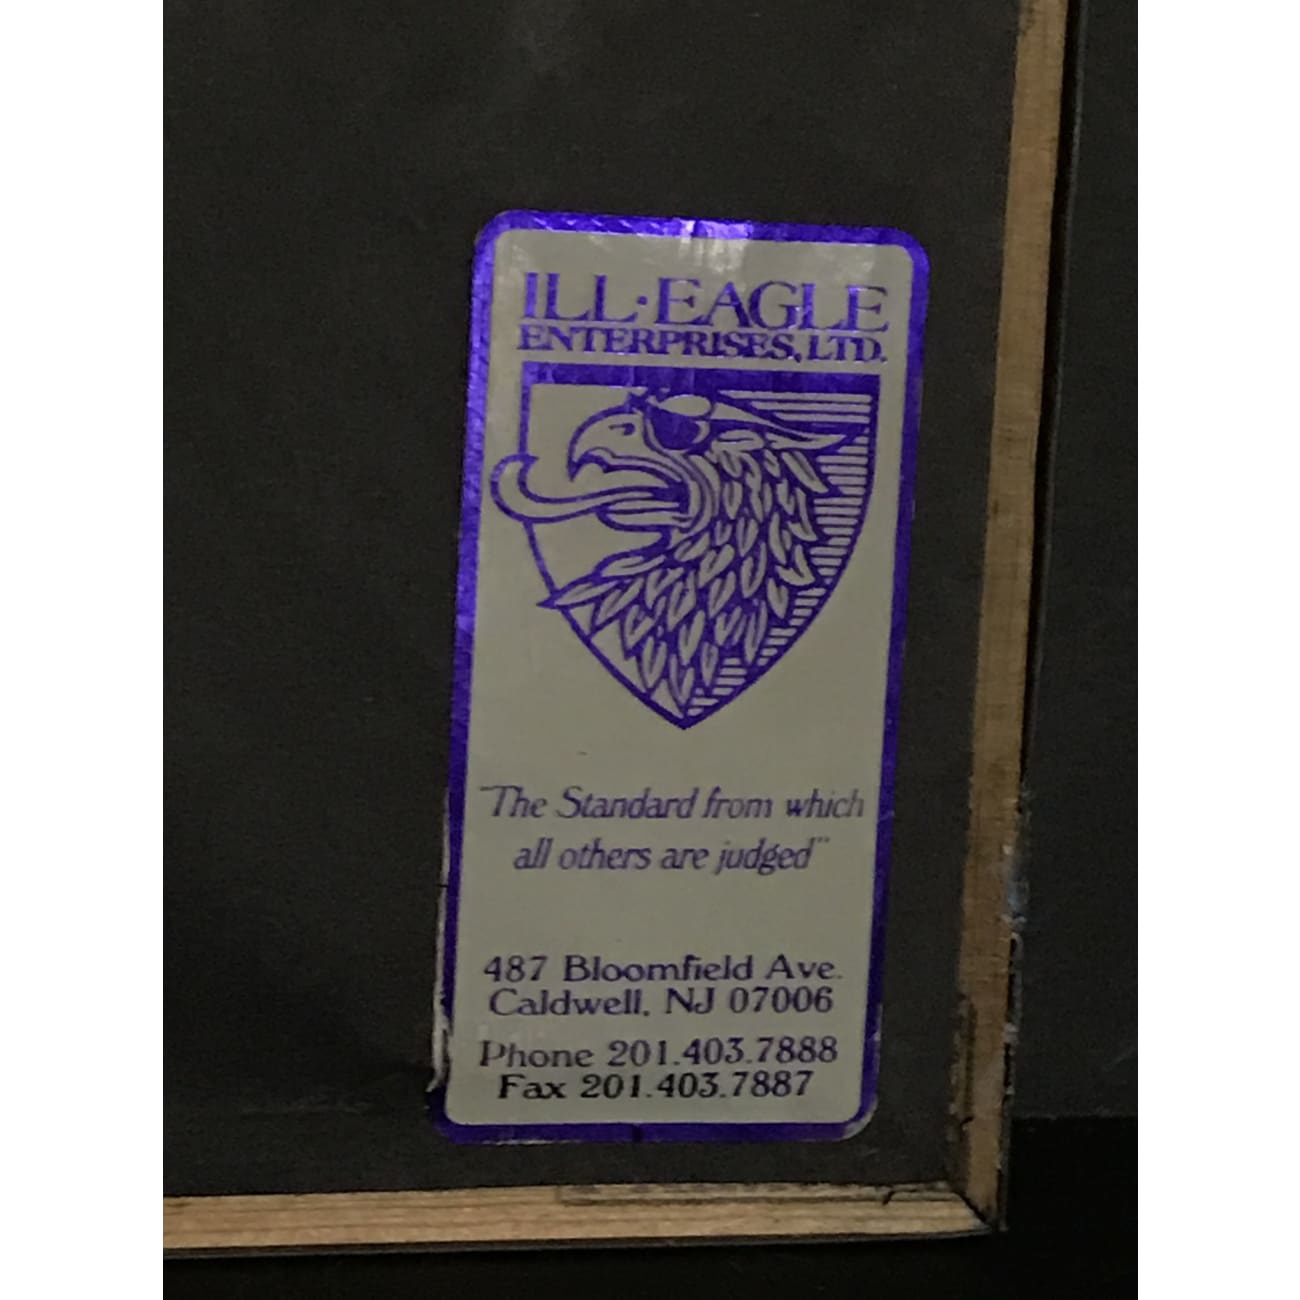 ILL·EAGLE
ENTERPRISES, LTD.
"The Standard from which
all others are judged"
487 Bloomfield Ave.
Caldwell, NJ 07006
Phone 201.403.7888
Fax 201.403.7887